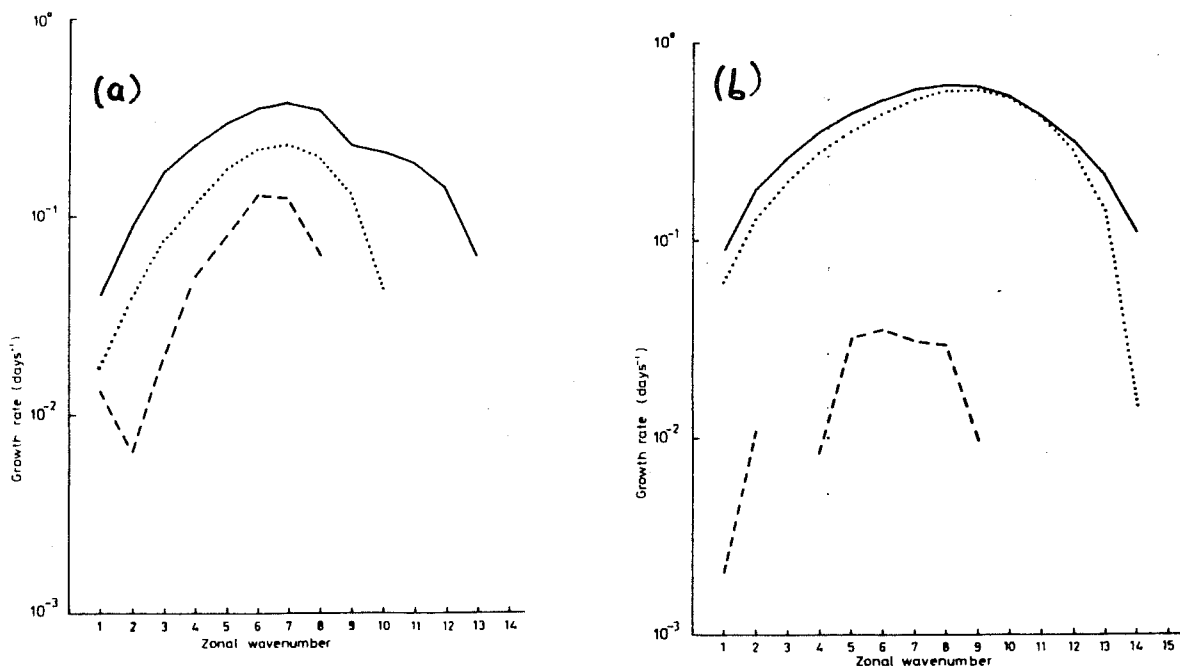 (a)
10⁰
10⁻¹
10⁻²
10⁻³
Growth rate (days⁻¹)
1 2 3 4 5 6 7 8 9 10 11 12 13 14
Zonal wavenumber
(b)
10⁰
10⁻¹
10⁻²
10⁻³
Growth rate (days⁻¹)
1 2 3 4 5 6 7 8 9 10 11 12 13 14 15
Zonal wavenumber